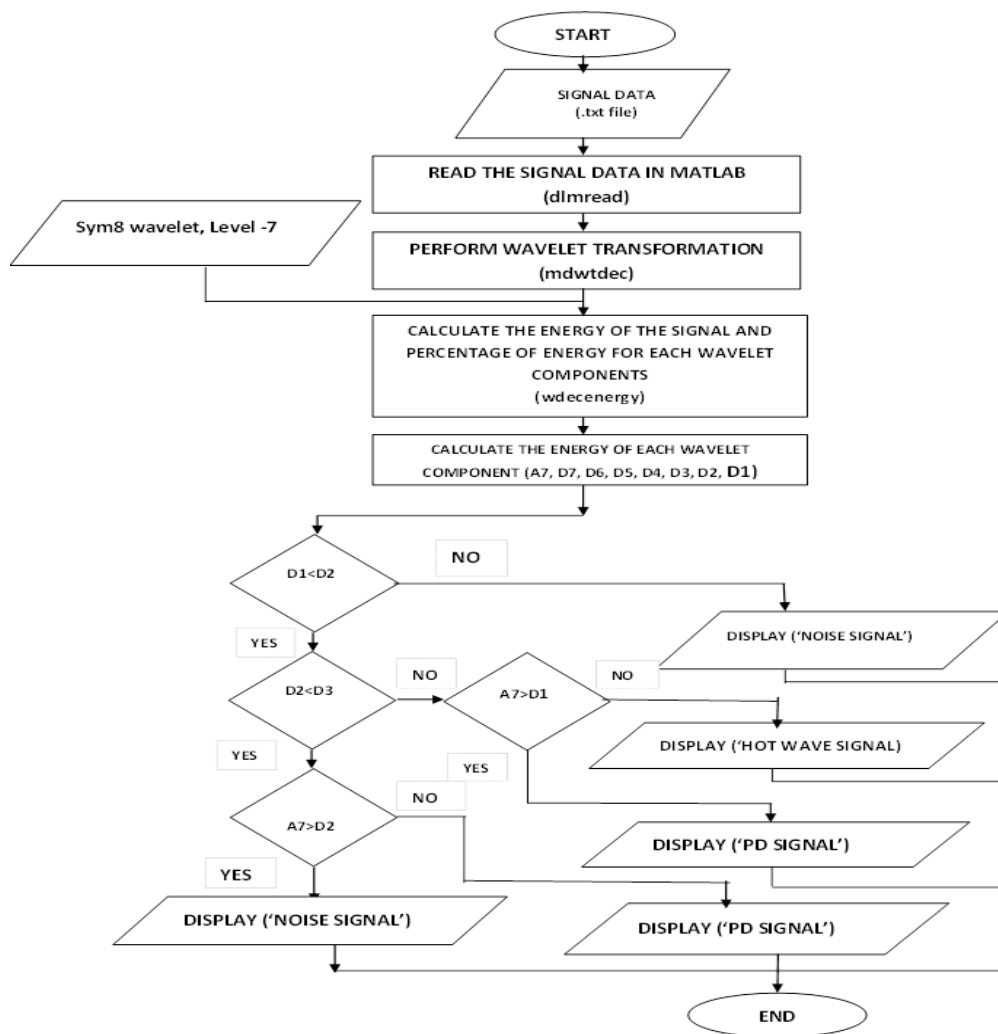 START
SIGNAL DATA
(.txt file)
READ THE SIGNAL DATA IN MATLAB
(dlmread)
Sym8 wavelet, Level -7
PERFORM WAVELET TRANSFORMATION
(mdwtdec)
CALCULATE THE ENERGY OF THE SIGNAL AND
PERCENTAGE OF ENERGY FOR EACH WAVELET
COMPONENTS
(wdecenergy)
CALCULATE THE ENERGY OF EACH WAVELET
COMPONENT (A7, D7, D6, D5, D4, D3, D2, D1)
D1<D2
NO
YES
DISPLAY ('NOISE SIGNAL')
D2<D3
NO
A7>D1
NO
YES
YES
DISPLAY ('HOT WAVE SIGNAL)
A7>D2
NO
YES
DISPLAY ('PD SIGNAL')
DISPLAY ('NOISE SIGNAL')
DISPLAY ('PD SIGNAL')
END